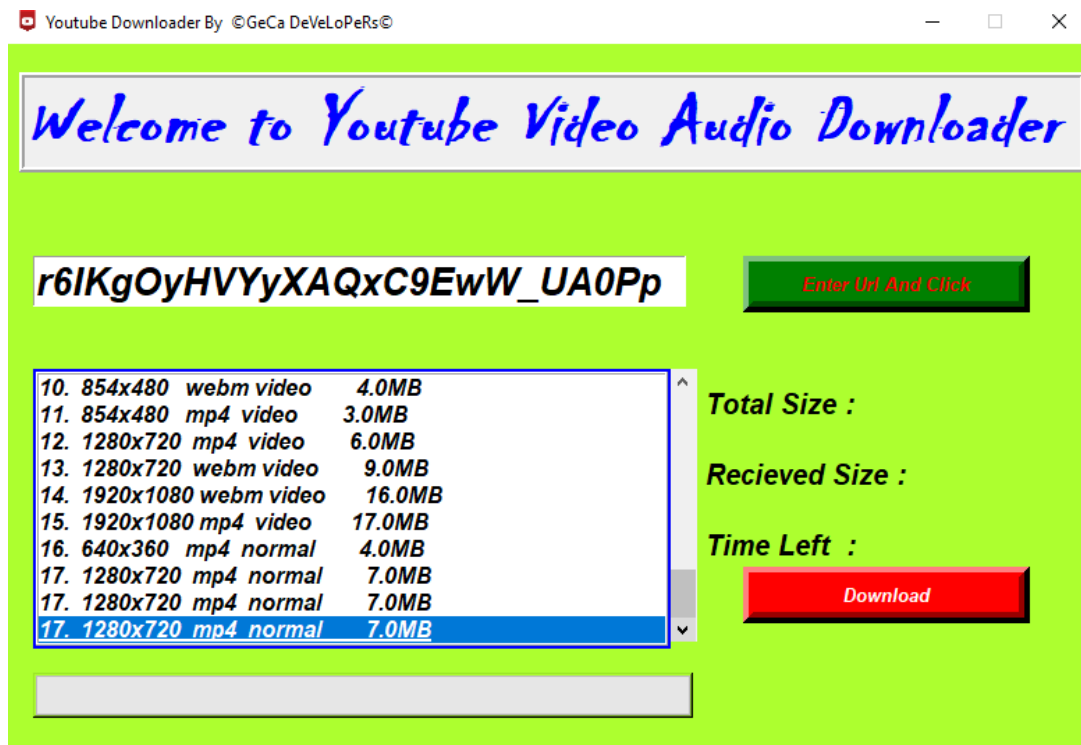 Youtube Downloader By ©GeCa DeVeLoPeRs©
Welcome to Youtube Video Audio Downloader
r6IKgOyHVYyXAQxC9EwW_UA0Pp
Enter Url And Click
10. 854x480 webm video 4.0MB
11. 854x480 mp4 video 3.0MB
12. 1280x720 mp4 video 6.0MB
13. 1280x720 webm video 9.0MB
14. 1920x1080 webm video 16.0MB
15. 1920x1080 mp4 video 17.0MB
16. 640x360 mp4 normal 4.0MB
17. 1280x720 mp4 normal 7.0MB
17. 1280x720 mp4 normal 7.0MB
17. 1280x720 mp4 normal 7.0MB
Total Size :
Recieved Size :
Time Left :
Download